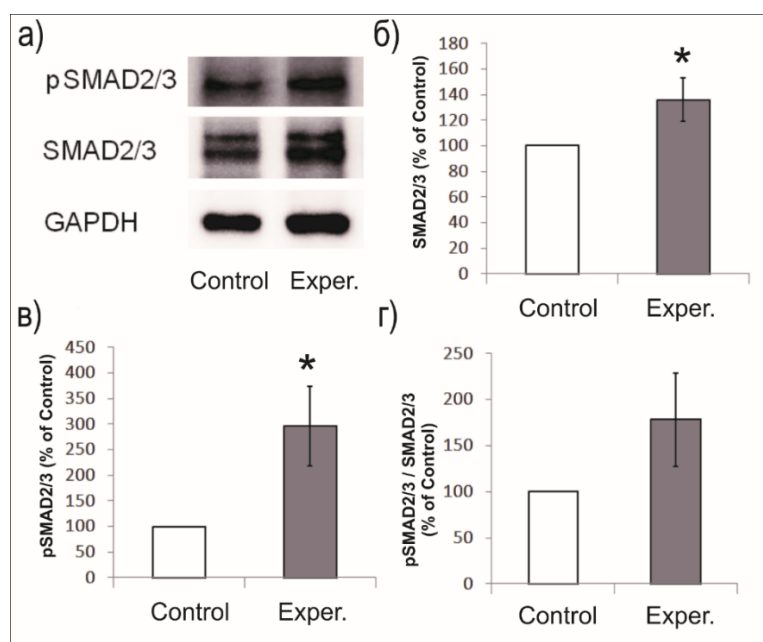 а)
pSMAD2/3
SMAD2/3
GAPDH
Control Exper.
б)
SMAD2/3 (% of Control)
180
160
140
120
100
80
60
40
20
0
*
Control Exper.
в)
pSMAD2/3 (% of Control)
450
400
350
300
250
200
150
100
50
0
*
Control Exper.
г)
pSMAD2/3 / SMAD2/3
(% of Control)
250
200
150
100
50
0
Control Exper.